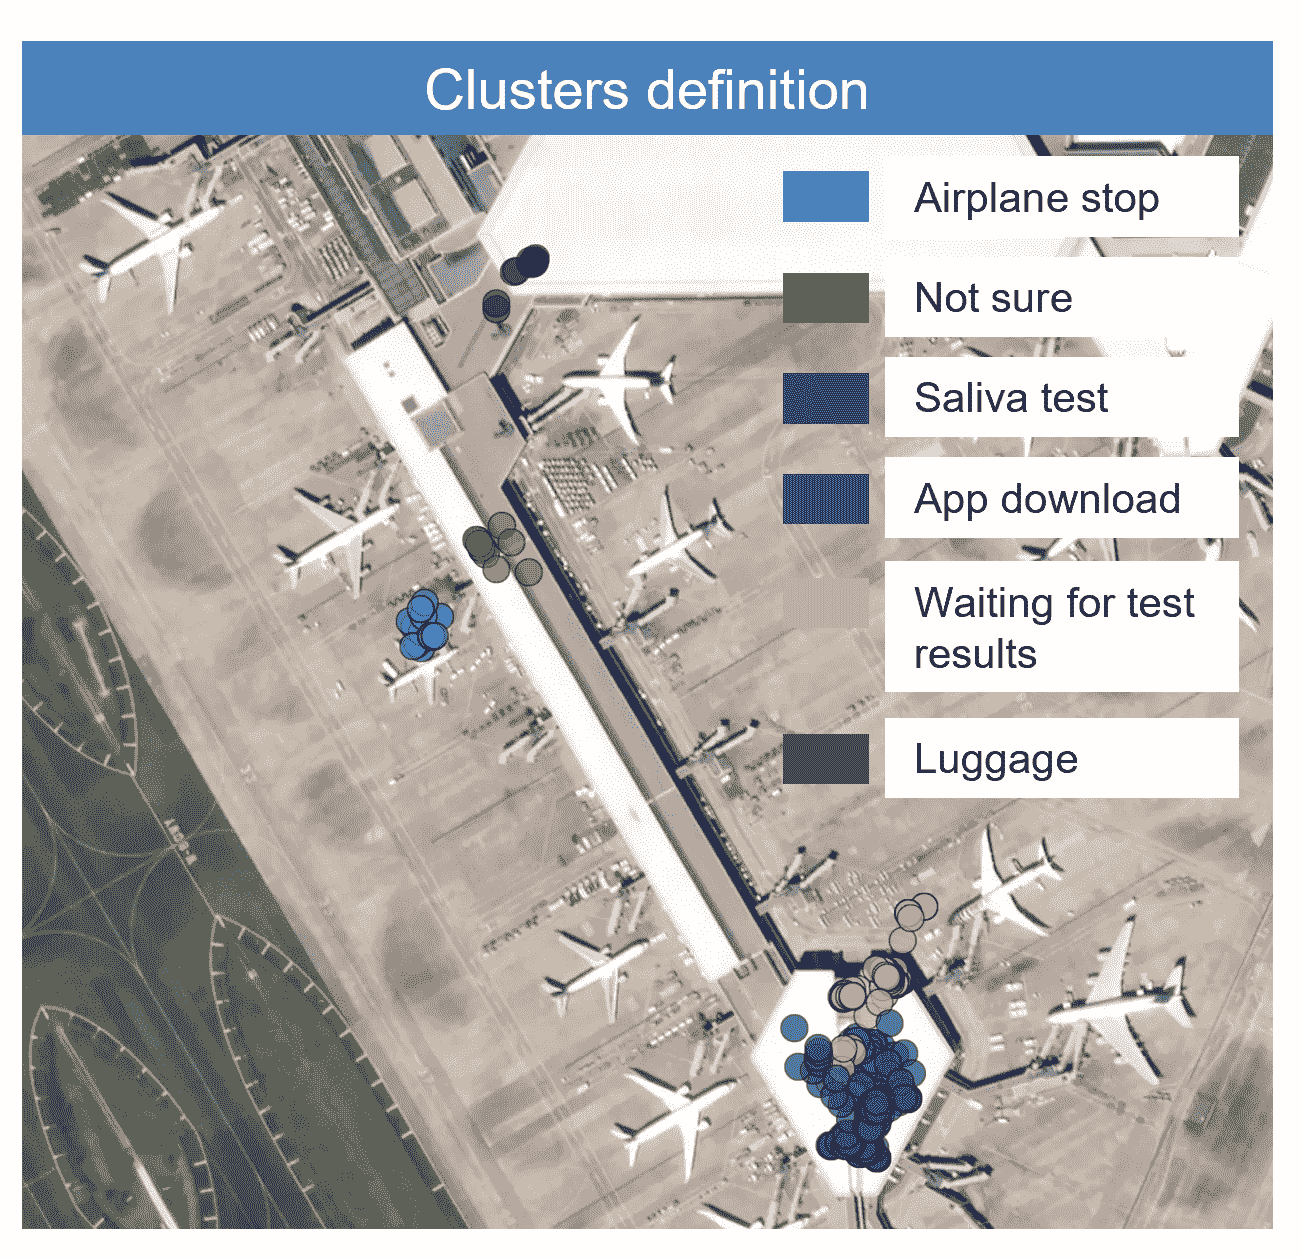 Clusters definition
Airplane stop
Not sure
Saliva test
App download
Waiting for test
results
Luggage